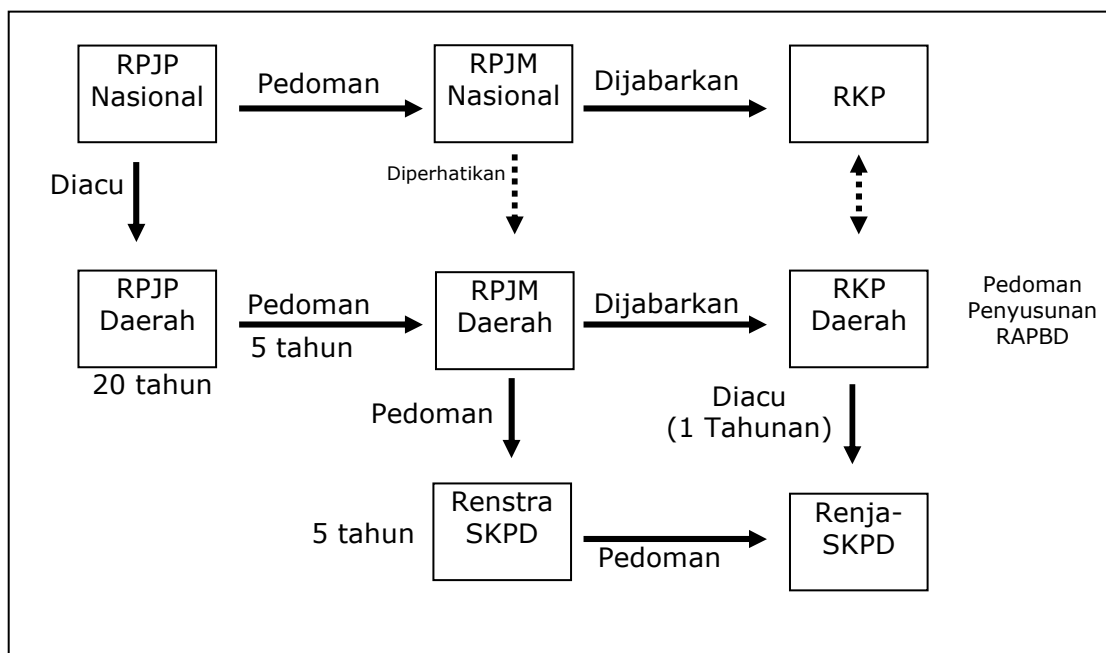 RPJP
Nasional
Pedoman
RPJM
Nasional
Dijabarkan
RKP
Diacu
Diperhatikan
RPJP
Daerah
20 tahun
Pedoman
5 tahun
RPJM
Daerah
Dijabarkan
RKP
Daerah
Pedoman
Penyusunan
RAPBD
Pedoman
Diacu
(1 Tahunan)
5 tahun
Renstra
SKPD
Pedoman
Renja-
SKPD